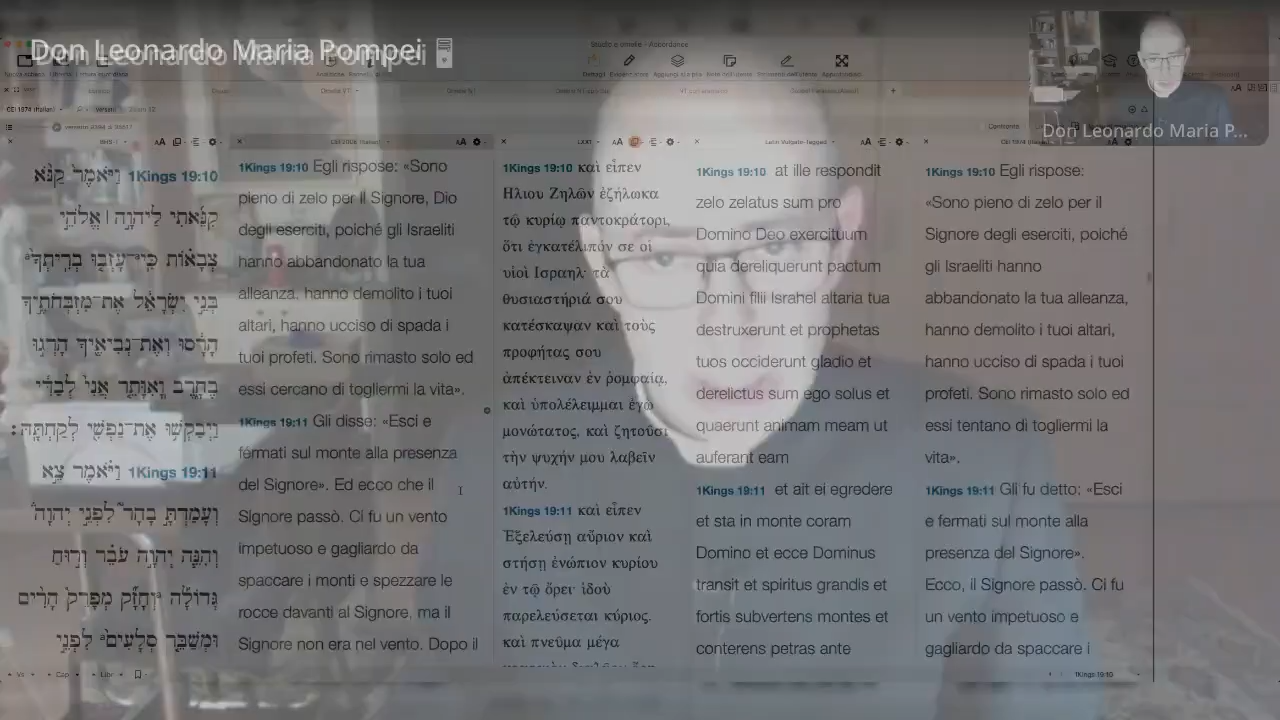 Don Leonardo Maria Pompei
Don Leonardo Maria P...
Studio e Omelie - Accordance
1Kings 19:10 וַיֹּאמֶר֩ קַנֹּ֨א
קִנֵּ֜אתִי לַיהוָ֣ה ׀ אֱלֹהֵ֣י
צְבָא֗וֹת כִּֽי־עָזְב֤וּ בְרִֽיתְךָ֙
בְּנֵ֣י יִשְׂרָאֵ֔ל אֶת־מִזְבְּחֹתֶ֣יךָ
הָרָ֔סוּ וְאֶת־נְבִיאֶ֖יךָ הָרְג֣וּ
בֶחָ֑רֶב וָֽאִוָּתֵ֤ר אֲנִי֙ לְבַדִּ֔י
וַיְבַקְשׁ֥וּ אֶת־נַפְשִׁ֖י לְקַחְתָּֽהּ׃
1Kings 19:11 וַיֹּ֗אמֶר צֵ֣א
וְעָמַדְתָּ֣ בָהָר֮ לִפְנֵ֣י יְהוָה֒
וְהִנֵּ֧ה יְהוָ֣ה עֹבֵ֗ר וְר֣וּחַ
גְּדוֹלָ֡ה וְחָזָ֞ק מְפָרֵק֩ הָרִ֨ים
וּמְשַׁבֵּ֤ר סְלָעִים֙ לִפְנֵ֣י
1Kings 19:10 Egli rispose: «Sono
pieno di zelo per il Signore, Dio
degli eserciti, poiché gli Israeliti
hanno abbandonato la tua
alleanza, hanno demolito i tuoi
altari, hanno ucciso di spada i
tuoi profeti. Sono rimasto solo ed
essi cercano di togliermi la vita».
1Kings 19:11 Gli disse: «Esci e
férmati sul monte alla presenza
del Signore». Ed ecco che il
Signore passò. Ci fu un vento
impetuoso e gagliardo da
spaccare i monti e spezzare le
rocce davanti al Signore, ma il
Signore non era nel vento. Dopo il
1Kings 19:10 καὶ εἶπεν
Ηλιου Ζηλῶν ἐζήλωκα
τῷ κυρίῳ παντοκράτορι,
ὅτι ἐγκατέλιπόν σε οἱ
υἱοὶ Ισραηλ· τὰ
θυσιαστήριά σου
κατέσκαψαν καὶ τοὺς
προφήτας σου
ἀπέκτειναν ἐν ῥομφαίᾳ,
καὶ ὑπολέλειμμαι ἐγὼ
μονώτατος, καὶ ζητοῦσι
τὴν ψυχήν μου λαβεῖν
αὐτήν.
1Kings 19:11 καὶ εἶπεν
Ἐξελεύσῃ αὔριον καὶ
στήσῃ ἐνώπιον κυρίου
ἐν τῷ ὄρει· ἰδοὺ
παρελεύσεται κύριος.
καὶ πνεῦμα μέγα
1Kings 19:10 at ille respondit
zelo zelatus sum pro
Domino Deo exercituum
quia dereliquerunt pactum
Domini filii Israhel altaria tua
destruxerunt et prophetas
tuos occiderunt gladio et
derelictus sum ego solus et
quaerunt animam meam ut
auferant eam
1Kings 19:11 et ait ei egredere
et sta in monte coram
Domino et ecce Dominus
transit et spiritus grandis et
fortis subvertens montes et
conterens petras ante
1Kings 19:10 Egli rispose:
«Sono pieno di zelo per il
Signore degli eserciti, poiché
gli Israeliti hanno
abbandonato la tua alleanza,
hanno demolito i tuoi altari,
hanno ucciso di spada i tuoi
profeti. Sono rimasto solo ed
essi tentano di togliermi la
vita».
1Kings 19:11 Gli fu detto: «Esci
e fermati sul monte alla
presenza del Signore».
Ecco, il Signore passò. Ci fu
un vento impetuoso e
gagliardo da spaccare i
1Kings 19:10